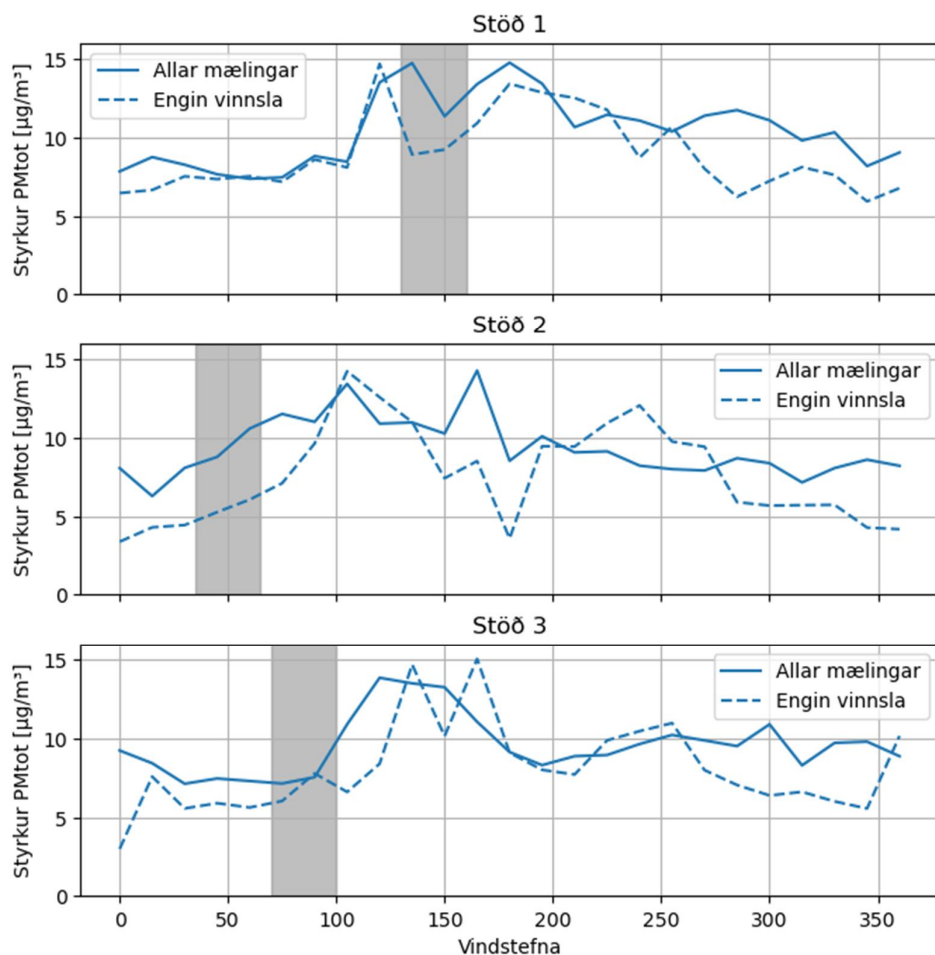 Stöð 1
Styrkur PMtot [µg/m³]
15
10
5
0
Allar mælingar
Engin vinnsla
Stöð 2
Styrkur PMtot [µg/m³]
15
10
5
0
Allar mælingar
Engin vinnsla
Stöð 3
Styrkur PMtot [µg/m³]
15
10
5
0
Allar mælingar
Engin vinnsla
0 50 100 150 200 250 300 350
Vindstefna